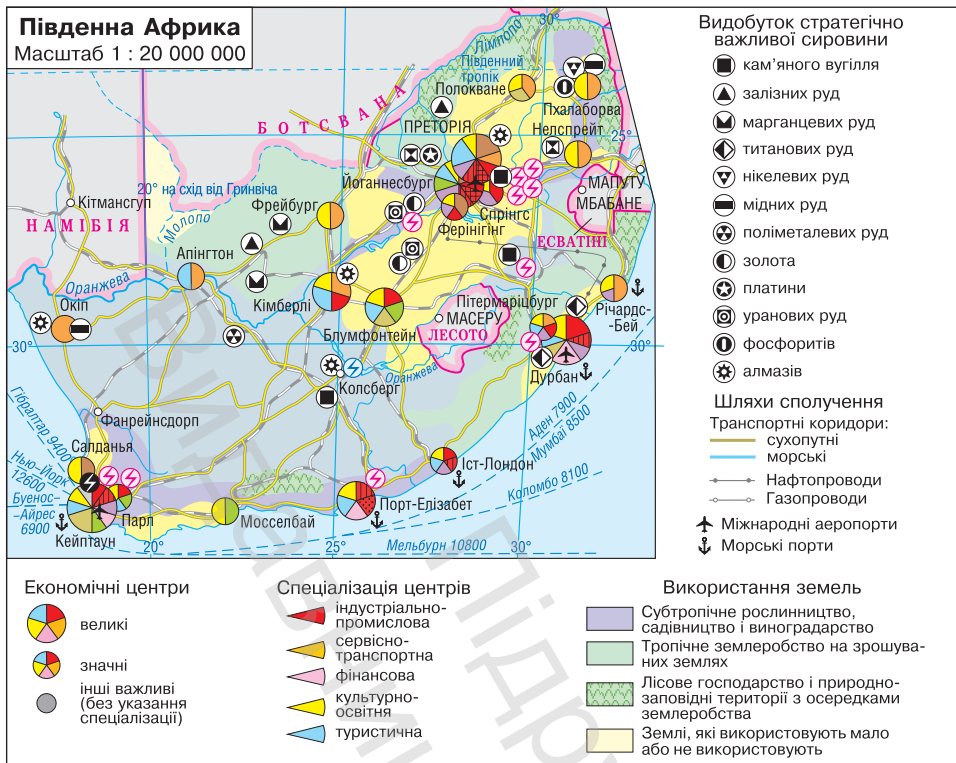 Південна Африка
Масштаб 1 : 20 000 000
30°
Лімпопо
Південний
тропік
Полокване
Пхалаборва
БОТСВАНА
ПРЕТОРІЯ
Нелспрейт
25°
20° на схід від Гринвіча
Йоганнесбург
МАПУТУ
МБАБАНЕ
Кітмансгуп
Фрейбург
Спрінгс
НАМІБІЯ
Молопо
Ферінігінг
ЕСВАТІНІ
Апінгтон
Оранжева
Окіп
Кімберлі
Пітермаріцбург
МАСЕРУ
Річардс-
-Бей
Блумфонтейн
ЛЕСОТО
30°
30°
Дурбан
Оранжева
Колсберг
Гібралтар 9400
Фанрейнсдорп
Аден 7900
Мумбаї 8500
Салданья
Нью-Йорк
12600
Іст-Лондон
Коломбо 8100
Буенос-
-Айрес
6900
Парл
Порт-Елізабет
Кейптаун
Моссельбай
20°
25°
30°
Мельбурн 10800
Видобуток стратегічно
важливої сировини
кам’яного вугілля
залізних руд
марганцевих руд
титанових руд
нікелевих руд
мідних руд
поліметалевих руд
золота
платини
уранових руд
фосфоритів
алмазів
Шляхи сполучення
Транспортні коридори:
сухопутні
морські
Нафтопроводи
Газопроводи
Міжнародні аеропорти
Морські порти
Економічні центри
великі
значні
інші важливі
(без указання
спеціалізації)
Спеціалізація центрів
індустріально-
промислова
сервісно-
транспортна
фінансова
культурно-
освітня
туристична
Використання земель
Субтропічне рослинництво,
садівництво і виноградарство
Тропічне землеробство на зрошува-
них землях
Лісове господарство і природно-
заповідні території з осередками
землеробства
Землі, які використовують мало
або не використовують